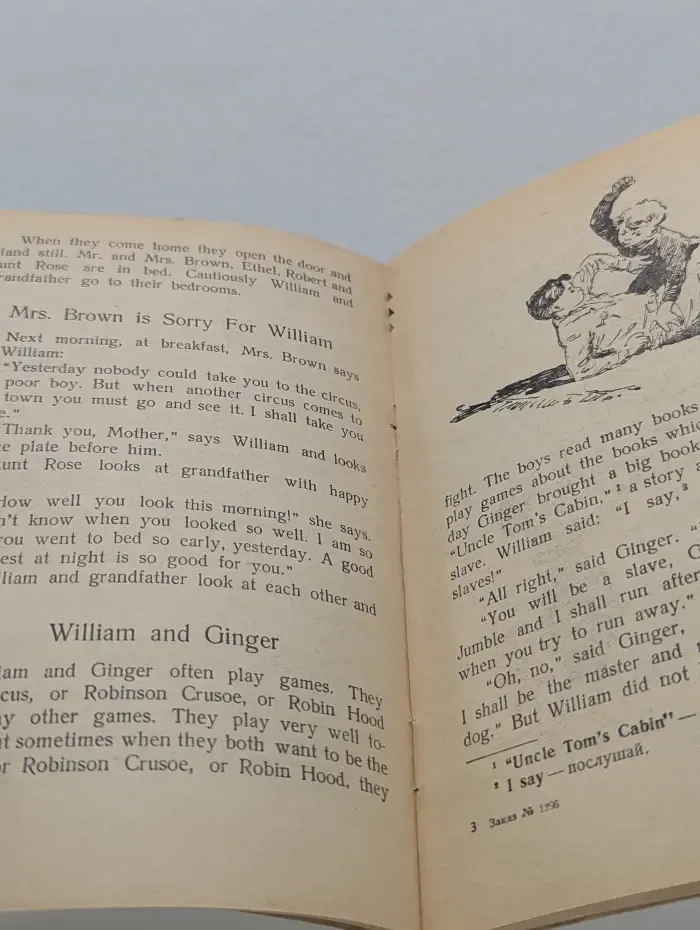 When they come home they open the door and
tand still. Mr. and Mrs. Brown, Ethel, Robert and
unt Rose are in bed. Cautiously William and
randfather go to their bedrooms.
Mrs. Brown is Sorry For William
Next morning, at breakfast, Mrs. Brown says
William:
“Yesterday nobody could take you to the circus,
poor boy. But when another circus comes to
town you must go and see it. I shall take you
e.”
Thank you, Mother,” says William and looks
e plate before him.
unt Rose looks at grandfather with happy
How well you look this morning!” she says.
n't know when you looked so well. I am so
you went to bed so early, yesterday. A good
est at night is so good for you.”
lliam and grandfather look at each other and
William and Ginger
iam and Ginger often play games. They
cus, or Robinson Crusoe, or Robin Hood
y other games. They play very well to-
t sometimes when they both want to be the
or Robinson Crusoe, or Robin Hood, they
fight. The boys read many books
play games about the books which
day Ginger brought a big book
“Uncle Tom's Cabin,” ¹ a story a
slave. William said: “I say, ²
slaves!”
“All right,” said Ginger. “
“You will be a slave, G
Jumble and I shall run after
when you try to run away.”
“Oh, no,” said Ginger,
I shall be the master and
dog.” But William did not
¹ “Uncle Tom's Cabin” —
² I say — послушай.
3 Заказ № 1296